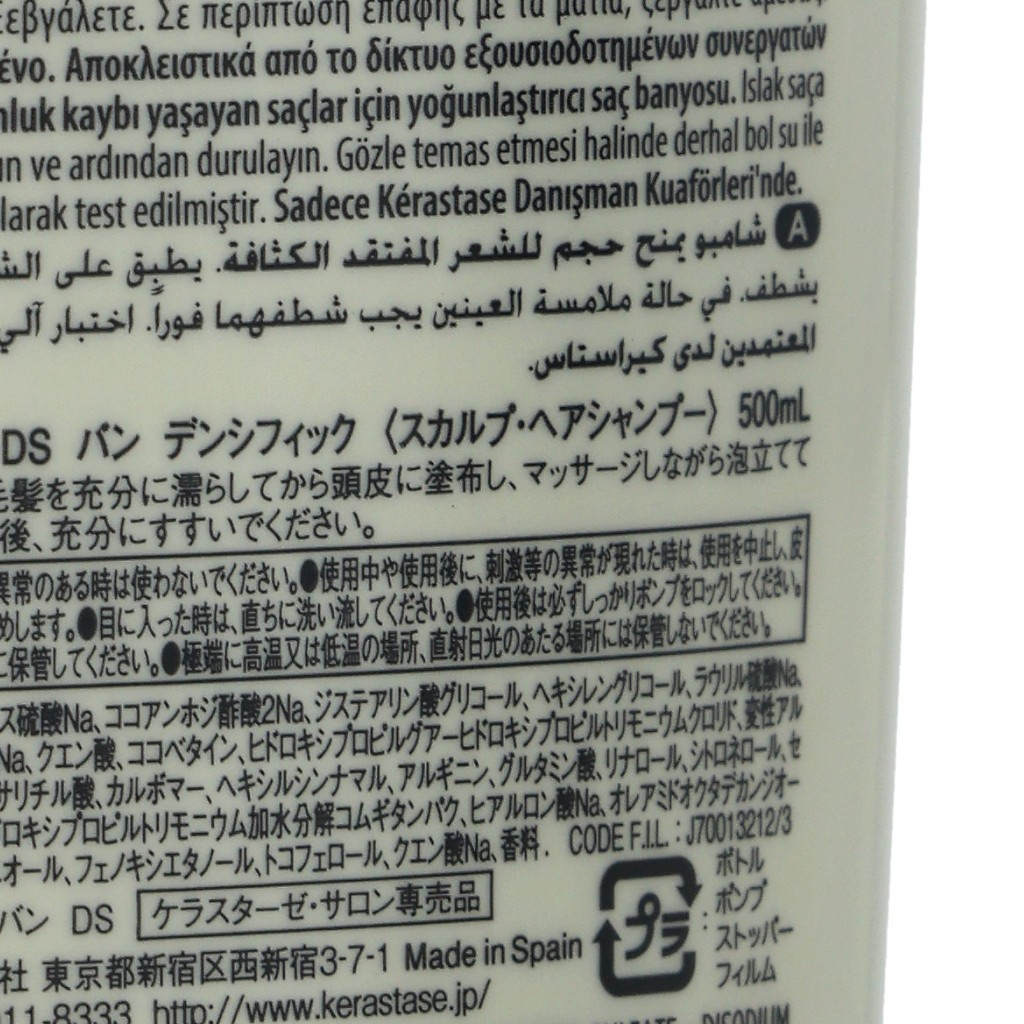 ξεβγάλετε. Σε περίπτωση επαφής με τα μάτια, ξεβγάλτε
ένο. Αποκλειστικά από το δίκτυο εξουσιοδοτημένων συνεργατών
nluk kaybı yaşayan saçlar için yoğunlaştırıcı saç banyosu. Islak saça
ın ve ardından durulayın. Gözle temas etmesi halinde derhal bol su ile
larak test edilmiştir. Sadece Kérastase Danışman Kuaförleri'nde.
A شامبو يمنح حجم للشعر المفتقد الكثافة. يطبق على الش
يشطف. في حالة ملامسة العينين يجب شطفهما فوراً. اختبار آلي
المعتمدين لدى كيراستاس.
DS バン デンシフィック 〈スカルプ・ヘアシャンプー〉 500mL
毛髪を充分に濡らしてから頭皮に塗布し、マッサージしながら泡立てて
後、充分にすすいでください。
異常のある時は使わないでください。●使用中や使用後に、刺激等の異常が現れた時は、使用を中止し、皮
めします。●目に入った時は、直ちに洗い流してください。●使用後は必ずしっかりポンプをロックしてください。
に保管してください。●極端に高温又は低温の場所、直射日光のあたる場所には保管しないでください。
ス硫酸Na、ココアンホジ酢酸2Na、ジステアリン酸グリコール、ヘキシレングリコール、ラウリル硫酸Na、
Na、クエン酸、ココベタイン、ヒドロキシプロピルグアーヒドロキシプロピルトリモニウムクロリド、変性アル
サリチル酸、カルボマー、ヘキシルシンナマル、アルギニン、グルタミン酸、リナロール、シトロネロール、セ
ロキシプロピルトリモニウム加水分解コムギタンパク、ヒアルロン酸Na、オレアミドオクタデカンジオー
オール、フェノキシエタノール、トコフェロール、クエン酸Na、香料. CODE F.I.L. : J70013212/3
バン DS ケラスターゼ・サロン専売品
社 東京都新宿区西新宿3-7-1 Made in Spain
011-8333 http://www.kerastase.jp/
プラ
: ボトル
ポンプ
ストッパー
フィルム
DISODIUM